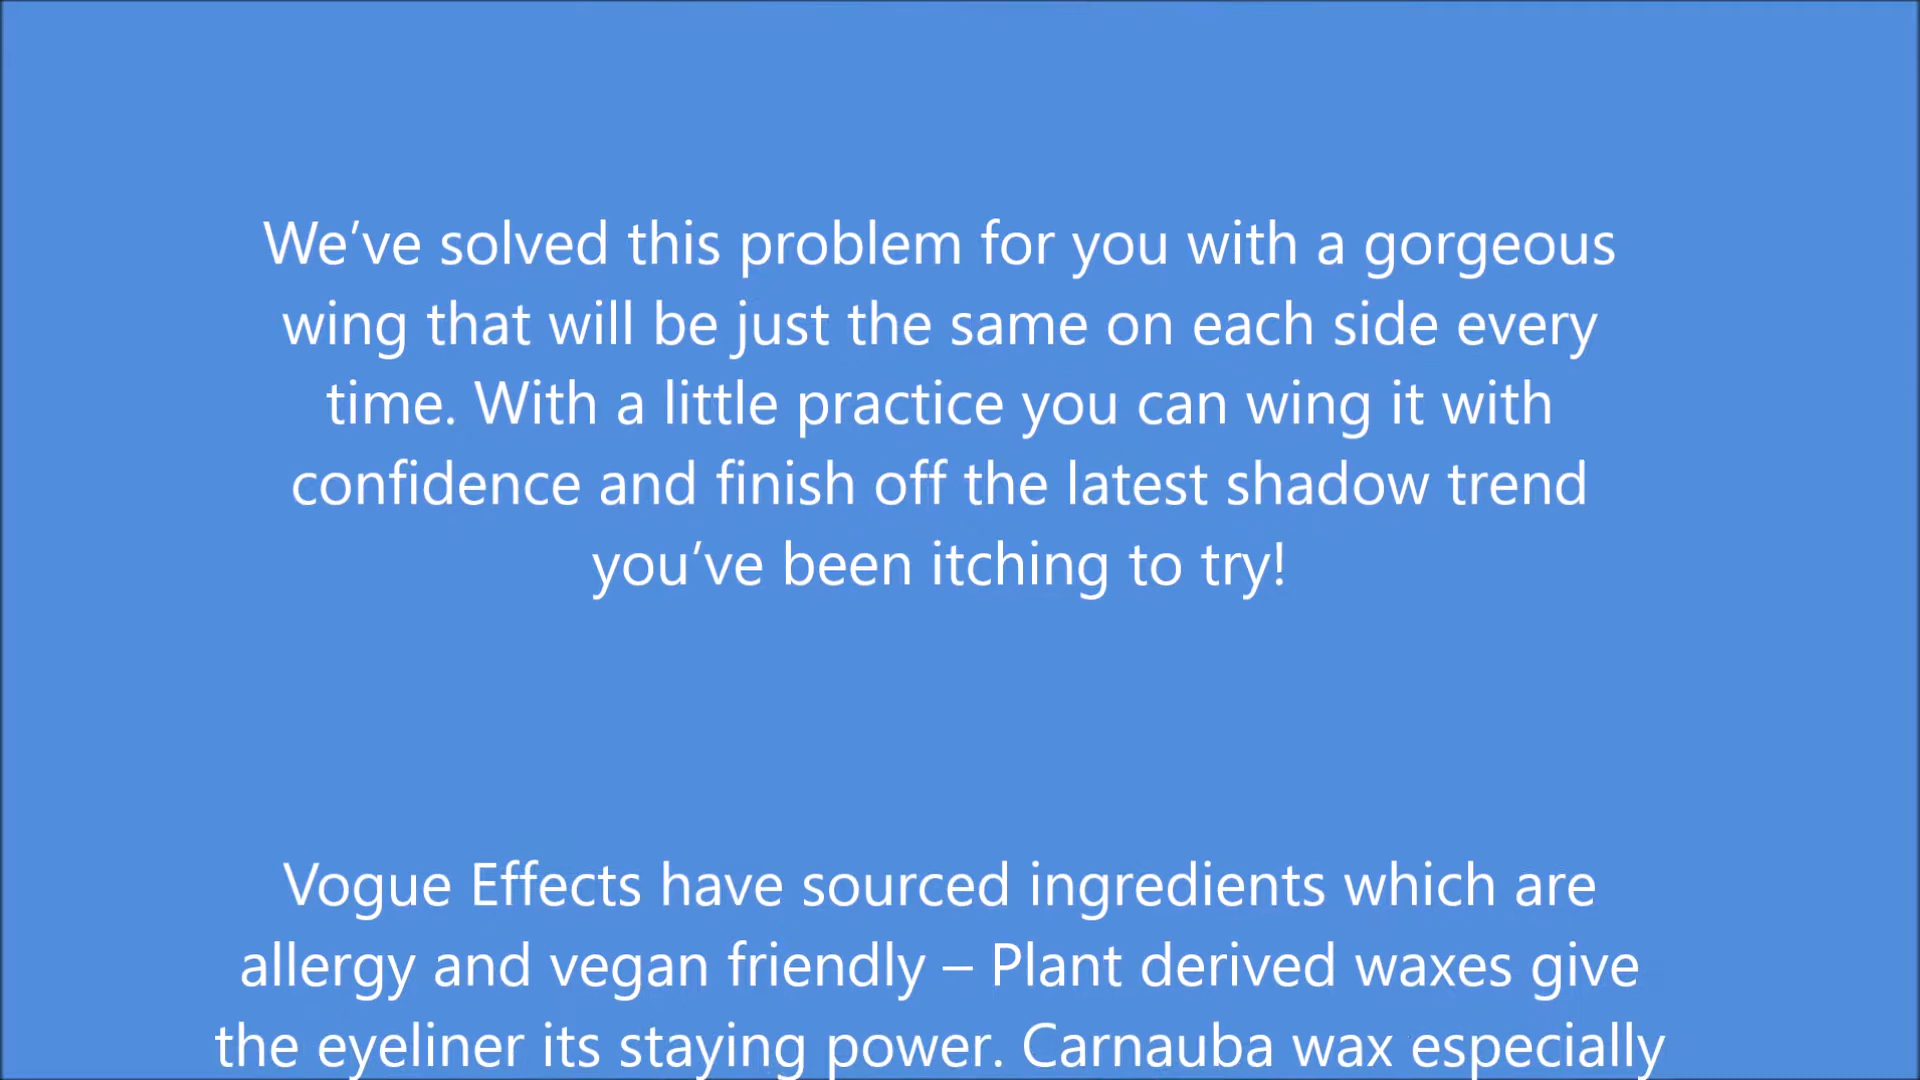 We’ve solved this problem for you with a gorgeous
wing that will be just the same on each side every
time. With a little practice you can wing it with
confidence and finish off the latest shadow trend
you’ve been itching to try!
Vogue Effects have sourced ingredients which are
allergy and vegan friendly – Plant derived waxes give
the eyeliner its staying power. Carnauba wax especially